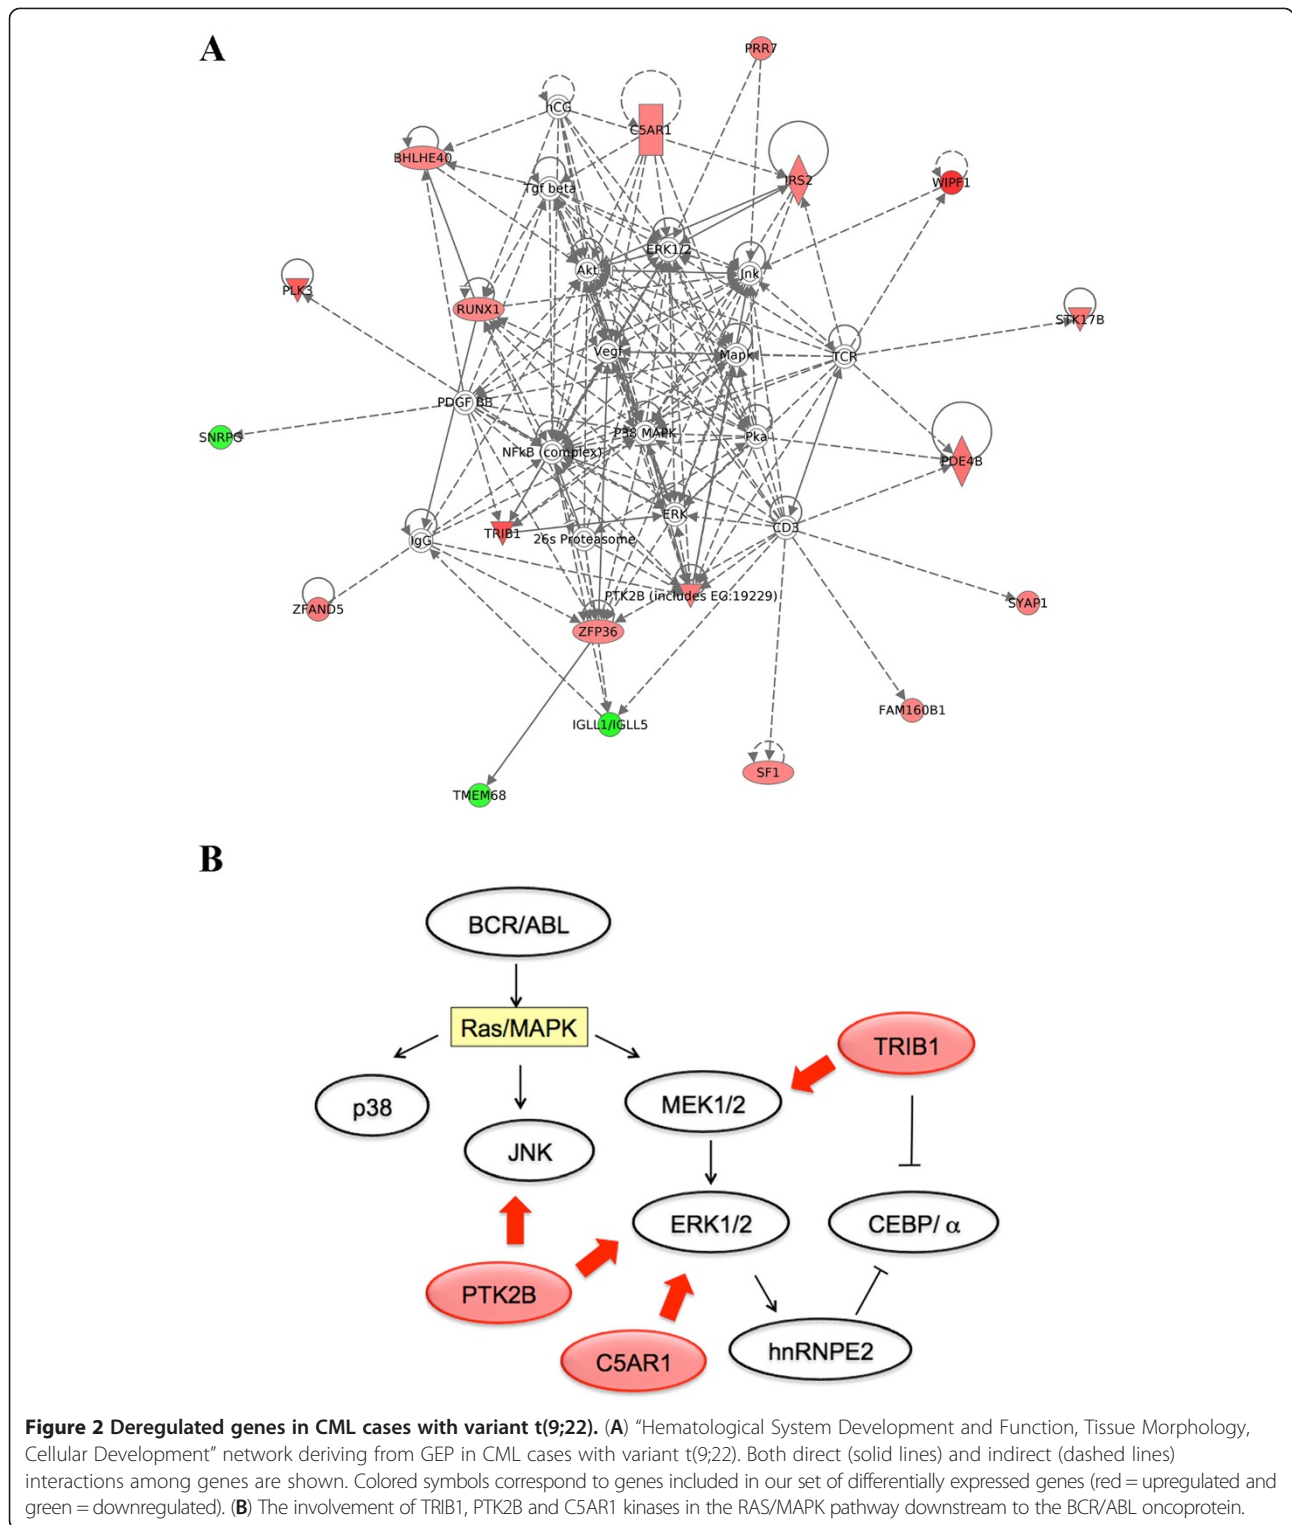 A
PRR7
hCG
C5AR1
BHLHE40
IRS2
WIPF1
Tgf beta
ERK1/2
Akt
Jnk
PLK3
RUNX1
STK17B
Vegf
Mapk
TCR
PDGF BB
SNRPG
P38 MAPK
Pka
NFkB (complex)
PDE4B
ERK
CD3
TRIB1
26s Proteasome
IgG
PTK2B (includes EG:19229)
ZFAND5
SYAP1
ZFP36
FAM160B1
IGLL1/IGLL5
SF1
TMEM68
B
BCR/ABL
Ras/MAPK
TRIB1
p38
MEK1/2
JNK
ERK1/2
CEBP/ α
PTK2B
C5AR1
hnRNPE2
Figure 2 Deregulated genes in CML cases with variant t(9;22). (A) “Hematological System Development and Function, Tissue Morphology,
Cellular Development” network deriving from GEP in CML cases with variant t(9;22). Both direct (solid lines) and indirect (dashed lines)
interactions among genes are shown. Colored symbols correspond to genes included in our set of differentially expressed genes (red = upregulated and
green = downregulated). (B) The involvement of TRIB1, PTK2B and C5AR1 kinases in the RAS/MAPK pathway downstream to the BCR/ABL oncoprotein.